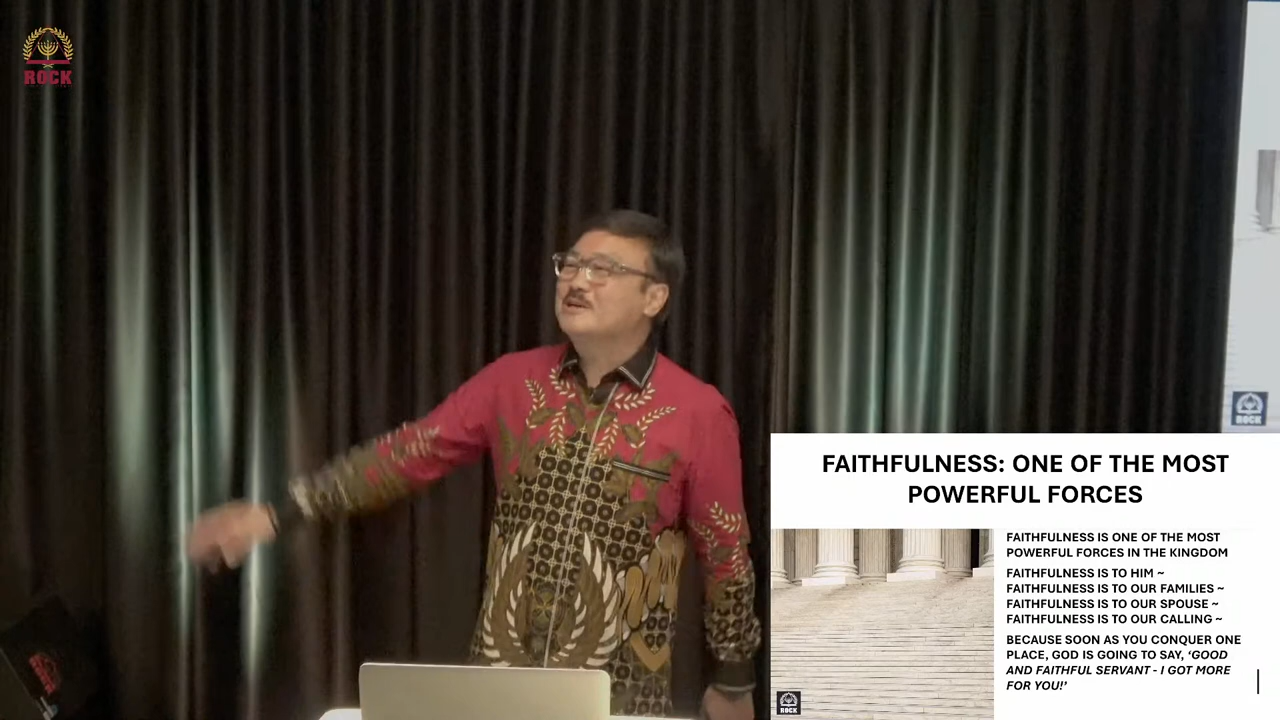 ROCK
ROCK
FAITHFULNESS: ONE OF THE MOST
POWERFUL FORCES
FAITHFULNESS IS ONE OF THE MOST
POWERFUL FORCES IN THE KINGDOM
FAITHFULNESS IS TO HIM ~
FAITHFULNESS IS TO OUR FAMILIES ~
FAITHFULNESS IS TO OUR SPOUSE ~
FAITHFULNESS IS TO OUR CALLING ~
BECAUSE SOON AS YOU CONQUER ONE
PLACE, GOD IS GOING TO SAY, ‘GOOD
AND FAITHFUL SERVANT - I GOT MORE
FOR YOU!’
ROCK